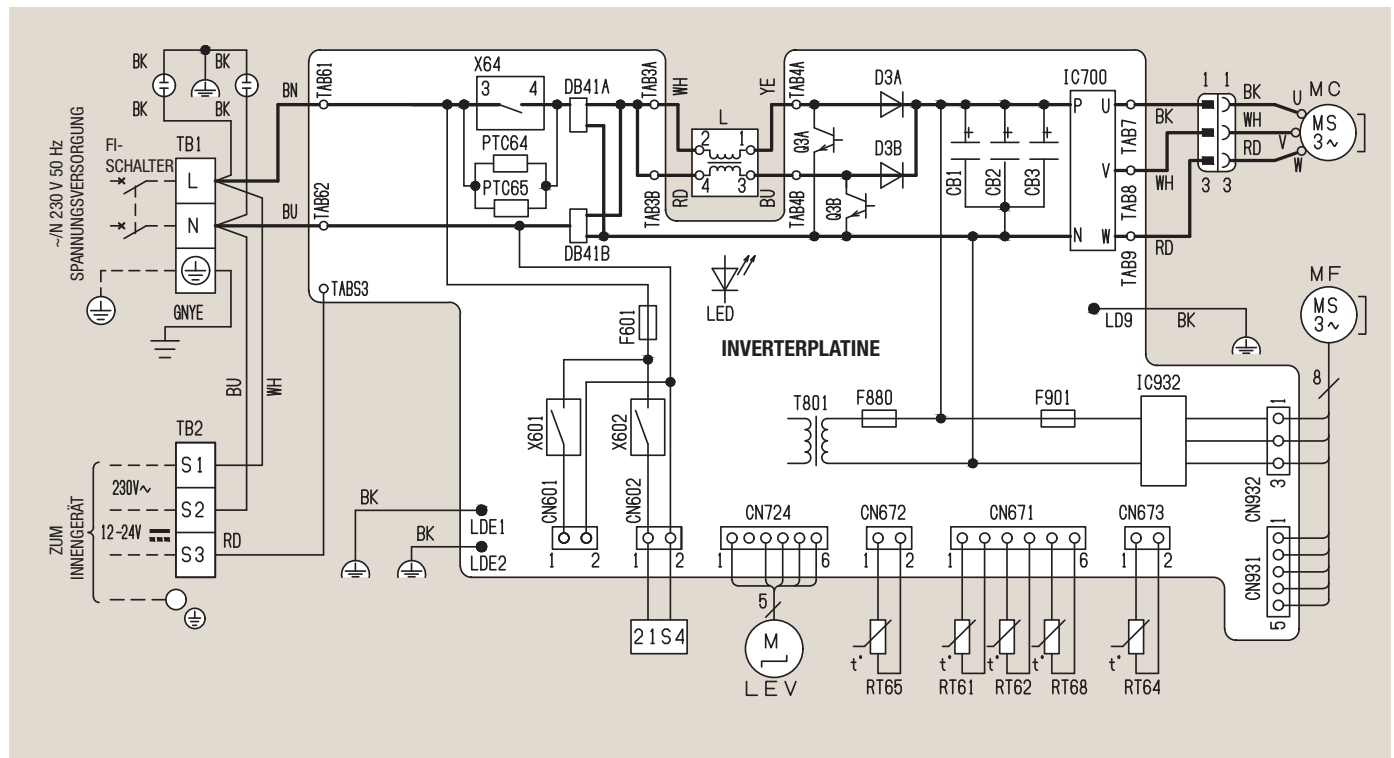 ~/N 230 V 50 Hz
SPANNUNGSVERSORGUNG
BK
BK
BK
BK
FI-
SCHALTER
TB1
L
N
GNYE
BN
BU
BU
WH
TB2
S1
S2
S3
230V~
12-24V
RD
ZUM
INNENGERÄT
TAB61
TAB62
TABS3
X64
3 4
PTC64
PTC65
DB41A
DB41B
TAB3A
TAB3B
WH
RD
L
2 1
4 3
YE
BU
TAB4A
TAB4B
Q3A
Q3B
D3A
D3B
+
+
+
CB1
CB2
CB3
IC700
P U
V
N W
TAB7
TAB8
TAB9
BK
WH
RD
1 1
3 3
BK
WH
RD
U
V
W
MC
MS
3~
LED
INVERTERPLATINE
LD9
BK
MF
MS
3~
8
F601
X601
X602
T801
F880
F901
IC932
1
3
CN932
1
5
CN931
BK
BK
LDE1
LDE2
CN601
1 2
CN602
1 2
21S4
CN724
1 6
5
M
LEV
CN672
1 2
t°
RT65
CN671
1 6
t°
t°
t°
RT61
RT62
RT68
CN673
1 2
t°
RT64